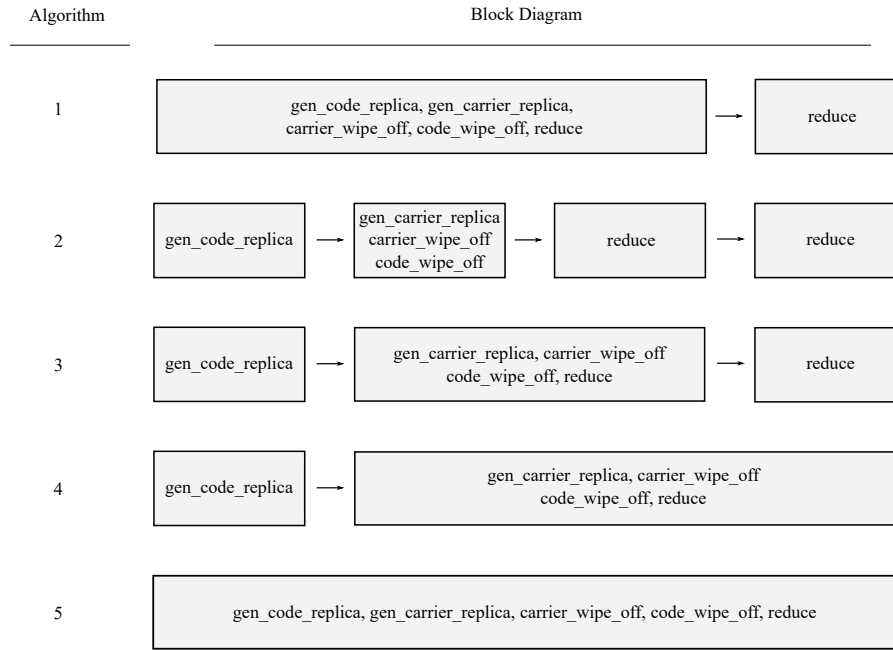 Algorithm
Block Diagram
1
gen_code_replica, gen_carrier_replica,
carrier_wipe_off, code_wipe_off, reduce
reduce
2
gen_code_replica
gen_carrier_replica
carrier_wipe_off
code_wipe_off
reduce
reduce
3
gen_code_replica
gen_carrier_replica, carrier_wipe_off
code_wipe_off, reduce
reduce
4
gen_code_replica
gen_carrier_replica, carrier_wipe_off
code_wipe_off, reduce
5
gen_code_replica, gen_carrier_replica, carrier_wipe_off, code_wipe_off, reduce